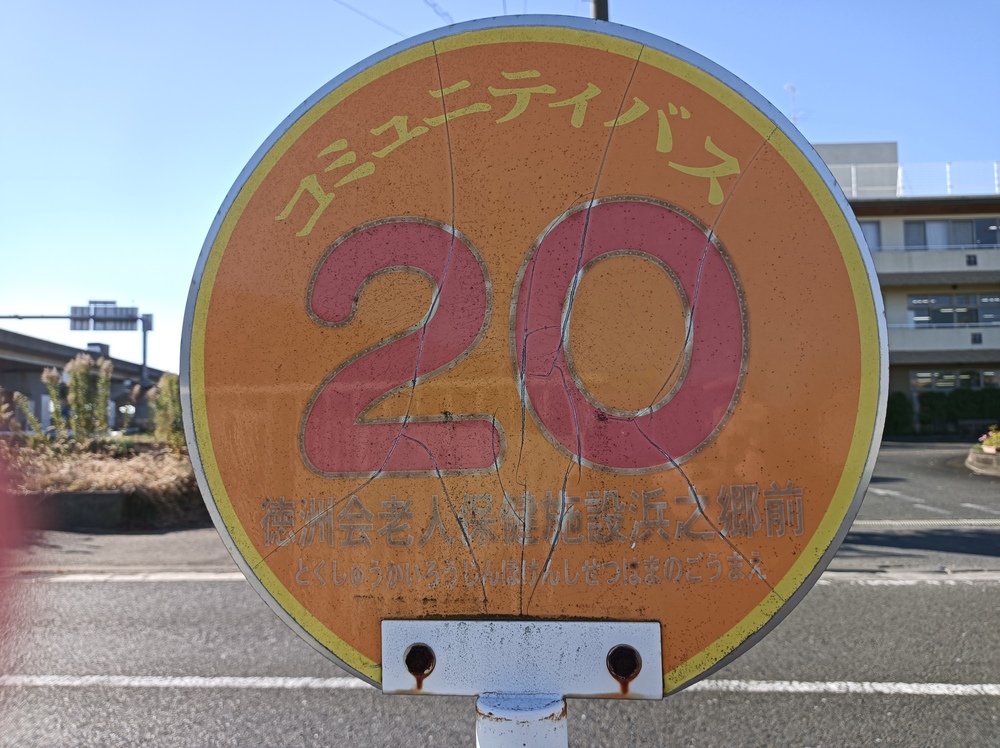 コミュニティバス
20
徳洲会老人保健施設浜之郷前
とくしゅうかいろうじんほけんしせつはまのごうまえ